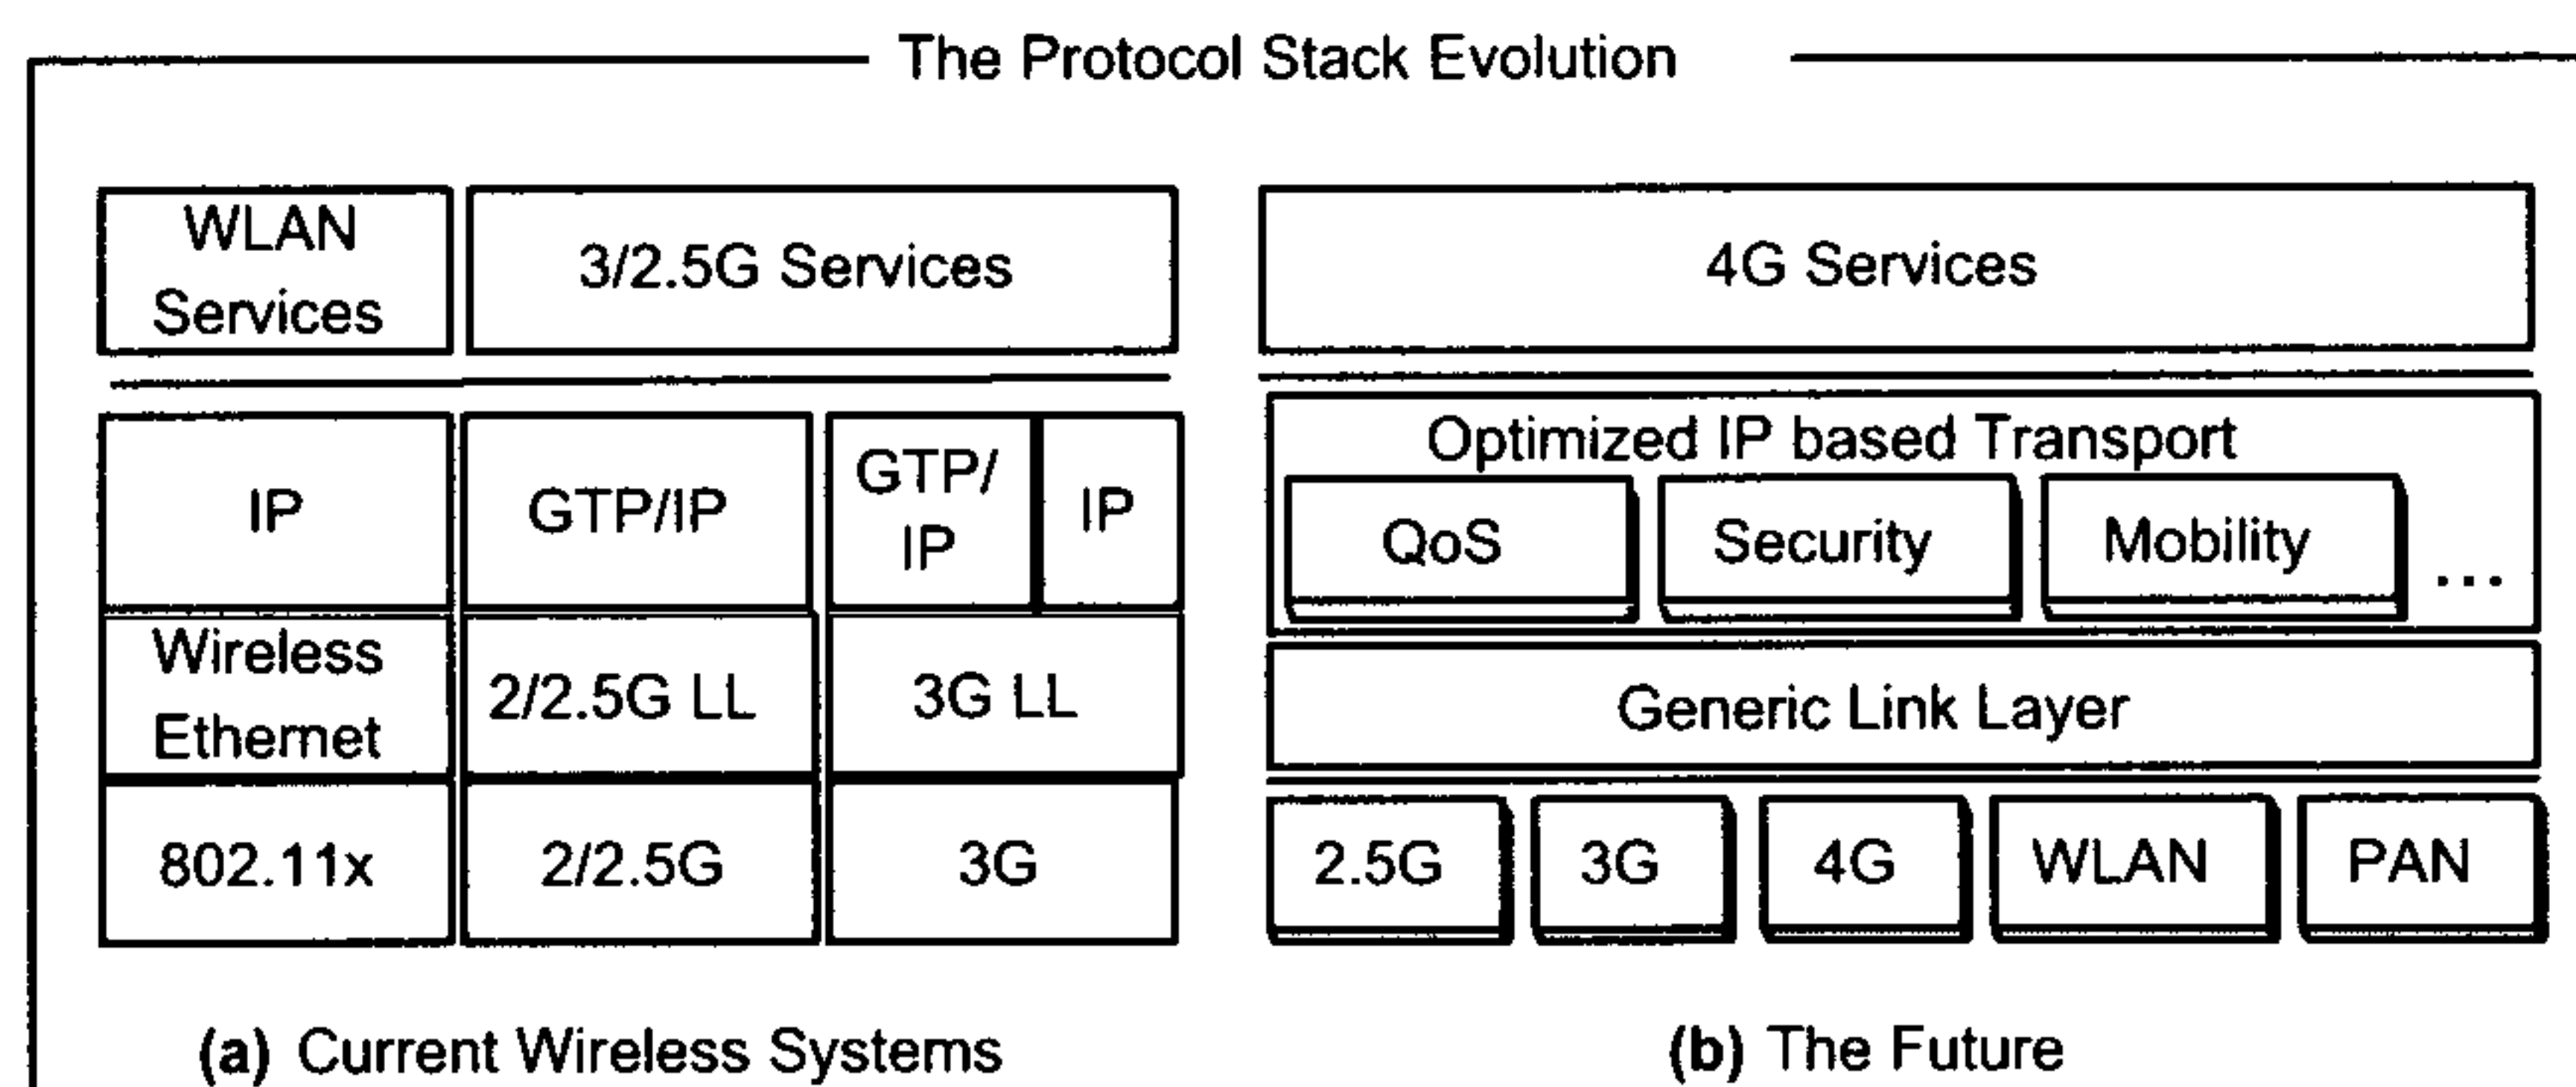 The Protocol Stack Evolution
WLAN
Services
3/2.5G Services
4G Services
IP
GTP/IP
GTP/
IP
IP
Optimized IP based Transport
QoS
Security
Mobility
...
Wireless
Ethernet
2/2.5G LL
3G LL
Generic Link Layer
802.11x
2/2.5G
3G
2.5G
3G
4G
WLAN
PAN
(a) Current Wireless Systems
(b) The Future